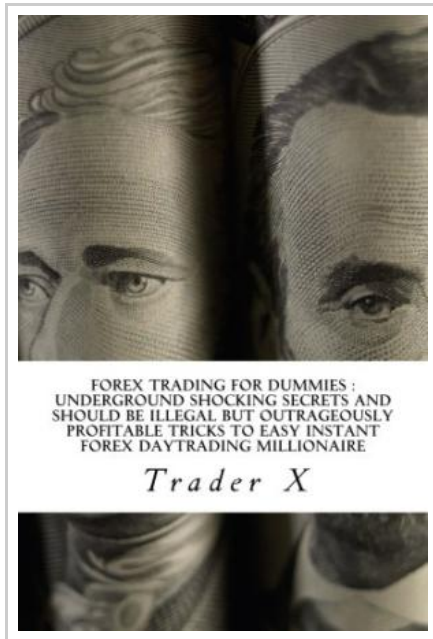 FOREX TRADING FOR DUMMIES :
UNDERGROUND SHOCKING SECRETS AND
SHOULD BE ILLEGAL BUT OUTRAGEOUSLY
PROFITABLE TRICKS TO EASY INSTANT
FOREX DAYTRADING MILLIONAIRE
Trader X